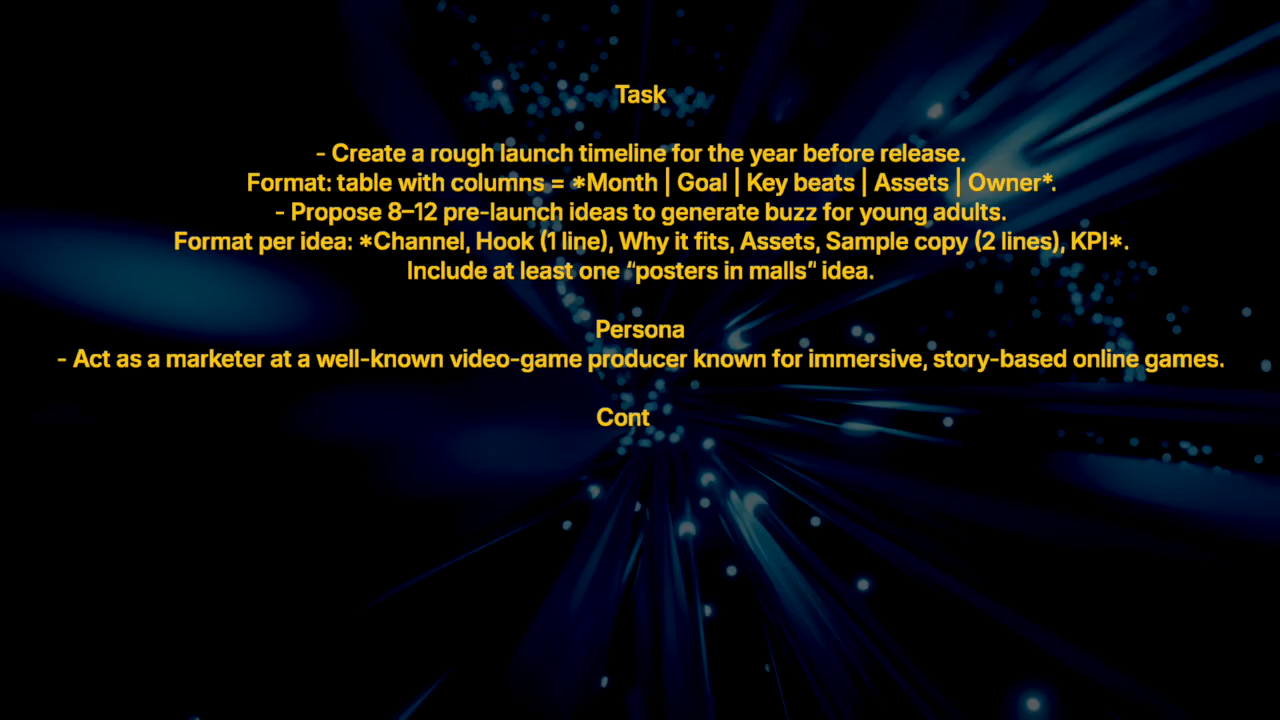 Task
- Create a rough launch timeline for the year before release.
Format: table with columns = *Month | Goal | Key beats | Assets | Owner*.
- Propose 8–12 pre-launch ideas to generate buzz for young adults.
Format per idea: *Channel, Hook (1 line), Why it fits, Assets, Sample copy (2 lines), KPI*.
Include at least one “posters in malls” idea.
Persona
- Act as a marketer at a well-known video-game producer known for immersive, story-based online games.
Cont